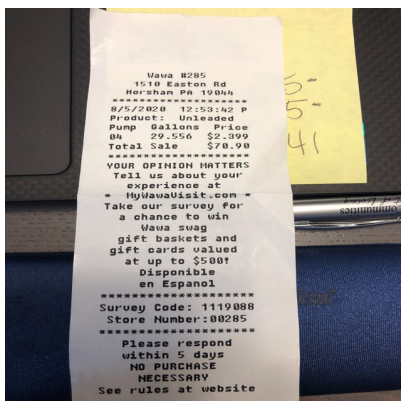 Wawa #285
1510 Easton Rd
Horsham PA 19044
********************
8/5/2020 12:53:42 P
Product: Unleaded
Pump Gallons Price
04 29.556 $2.399
Total Sale $70.90
********************
YOUR OPINION MATTERS
Tell us about your
experience at
* MyWawaVisit.com *
Take our survey for
a chance to win
Wawa swag
gift baskets and
gift cards valued
at up to $500!
Disponible
en Espanol
********************
Survey Code: 1119088
Store Number:00285
********************
Please respond
within 5 days
NO PURCHASE
NECESSARY
See rules at website
5-
5-
41